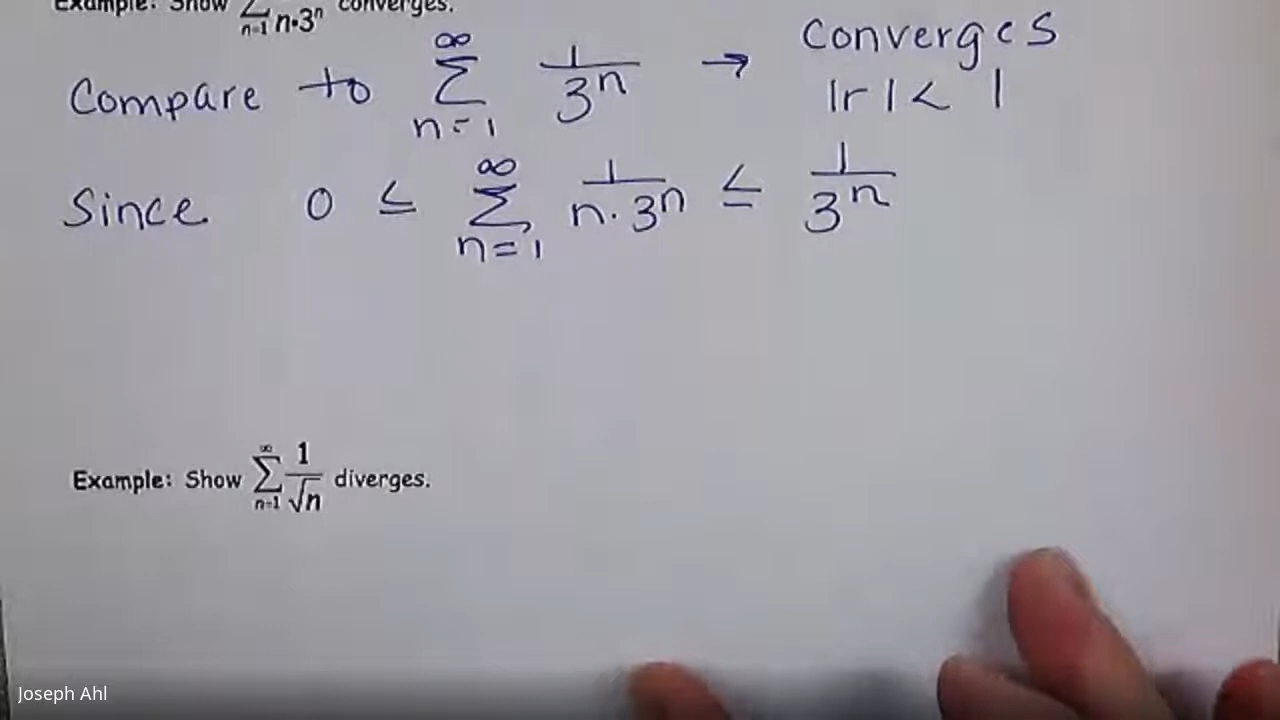 Example: Show ∑ n=1 n·3ⁿ converges.
Compare to ∞ ∑ n=1 1/3ⁿ → Converges
|r| < 1
Since 0 ≤ ∞ ∑ n=1 1/n·3ⁿ ≤ 1/3ⁿ
Example: Show ∞ ∑ n=1 1/√n diverges.
Joseph Ahl